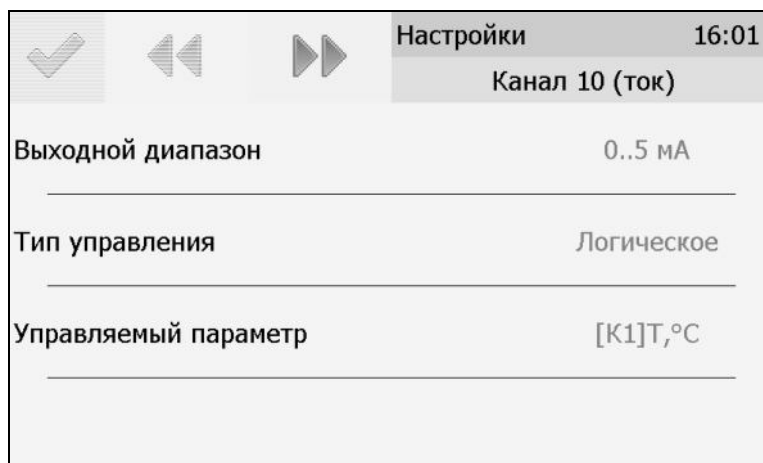 Настройки 16:01
Канал 10 (ток)
Выходной диапазон 0..5 мА
Тип управления Логическое
Управляемый параметр [К1]Т,°С